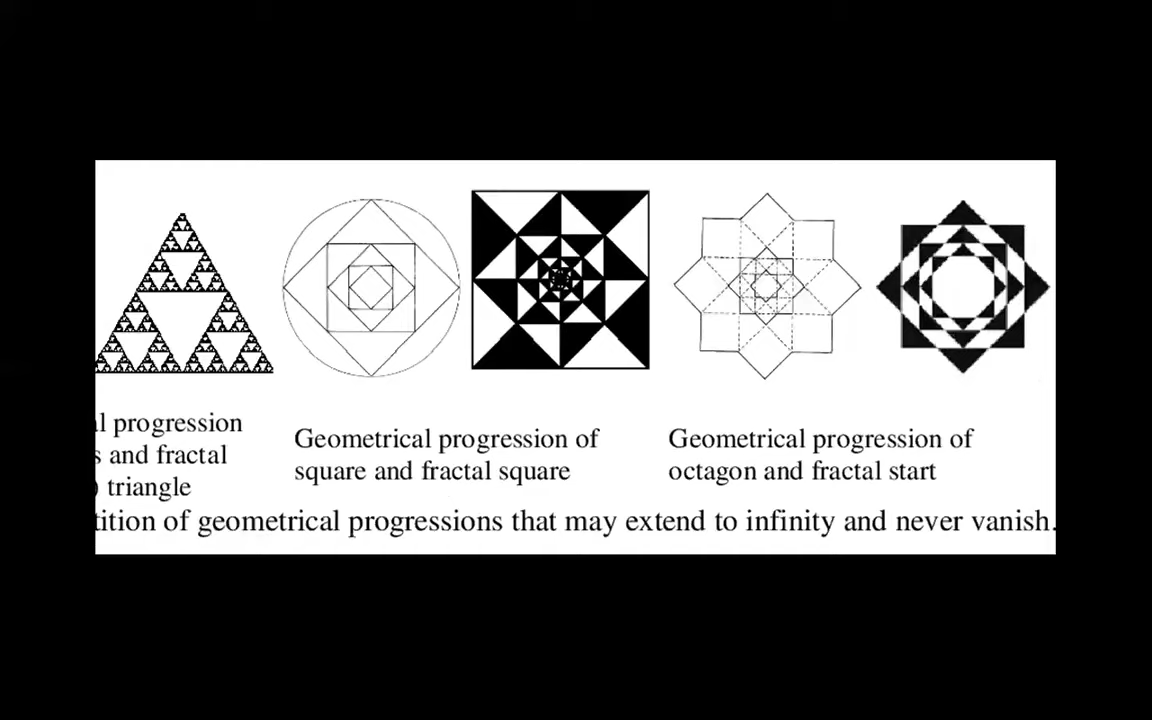 progression
and fractal
triangle
Geometrical progression of
square and fractal square
Geometrical progression of
octagon and fractal start
of geometrical progressions that may extend to infinity and never vanish.